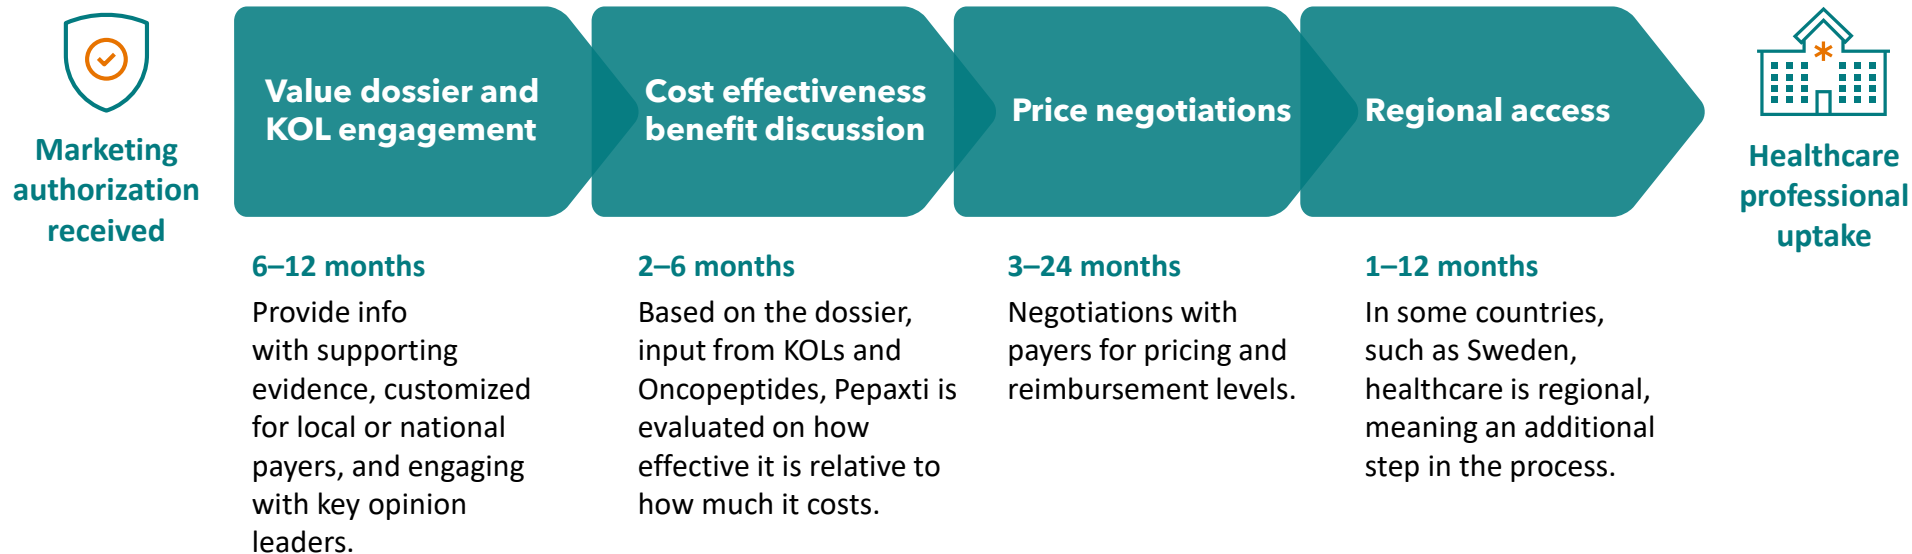 Marketing
authorization
received
Value dossier and
KOL engagement
6–12 months
Provide info
with supporting
evidence, customized
for local or national
payers, and engaging
with key opinion
leaders.
Cost effectiveness
benefit discussion
2–6 months
Based on the dossier,
input from KOLs and
Oncopeptides, Pepaxti is
evaluated on how
effective it is relative to
how much it costs.
Price negotiations
3–24 months
Negotiations with
payers for pricing and
reimbursement levels.
Regional access
1–12 months
In some countries,
such as Sweden,
healthcare is regional,
meaning an additional
step in the process.
Healthcare
professional
uptake